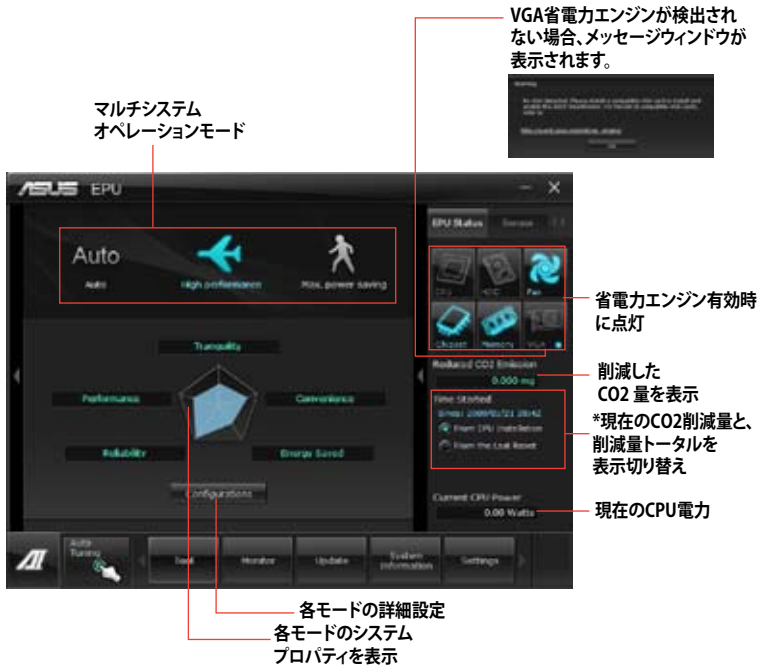 VGA省電力エンジンが検出され
ない場合、メッセージウィンドウが
表示されます。
マルチシステム
オペレーションモード
ASUS EPU
EPU Status
Auto
Auto
High performance
Max. power saving
CPU
Fan
Chipset
Memory
VGA
省電力エンジン有効時
に点灯
Tranquility
Performance
Convenience
Reliability
Energy Saved
Configurations
Reduced CO2 Emission
0.000 mg
削減した
CO2 量を表示
Time Started
From EPU Installation
From the Last Reset
*現在のCO2削減量と、
削減量トータルを
表示切り替え
Current CPU Power
0.00 Watts
現在のCPU電力
Auto
Tuning
Tool
Monitor
Update
System
Information
Settings
各モードの詳細設定
各モードのシステム
プロパティを表示